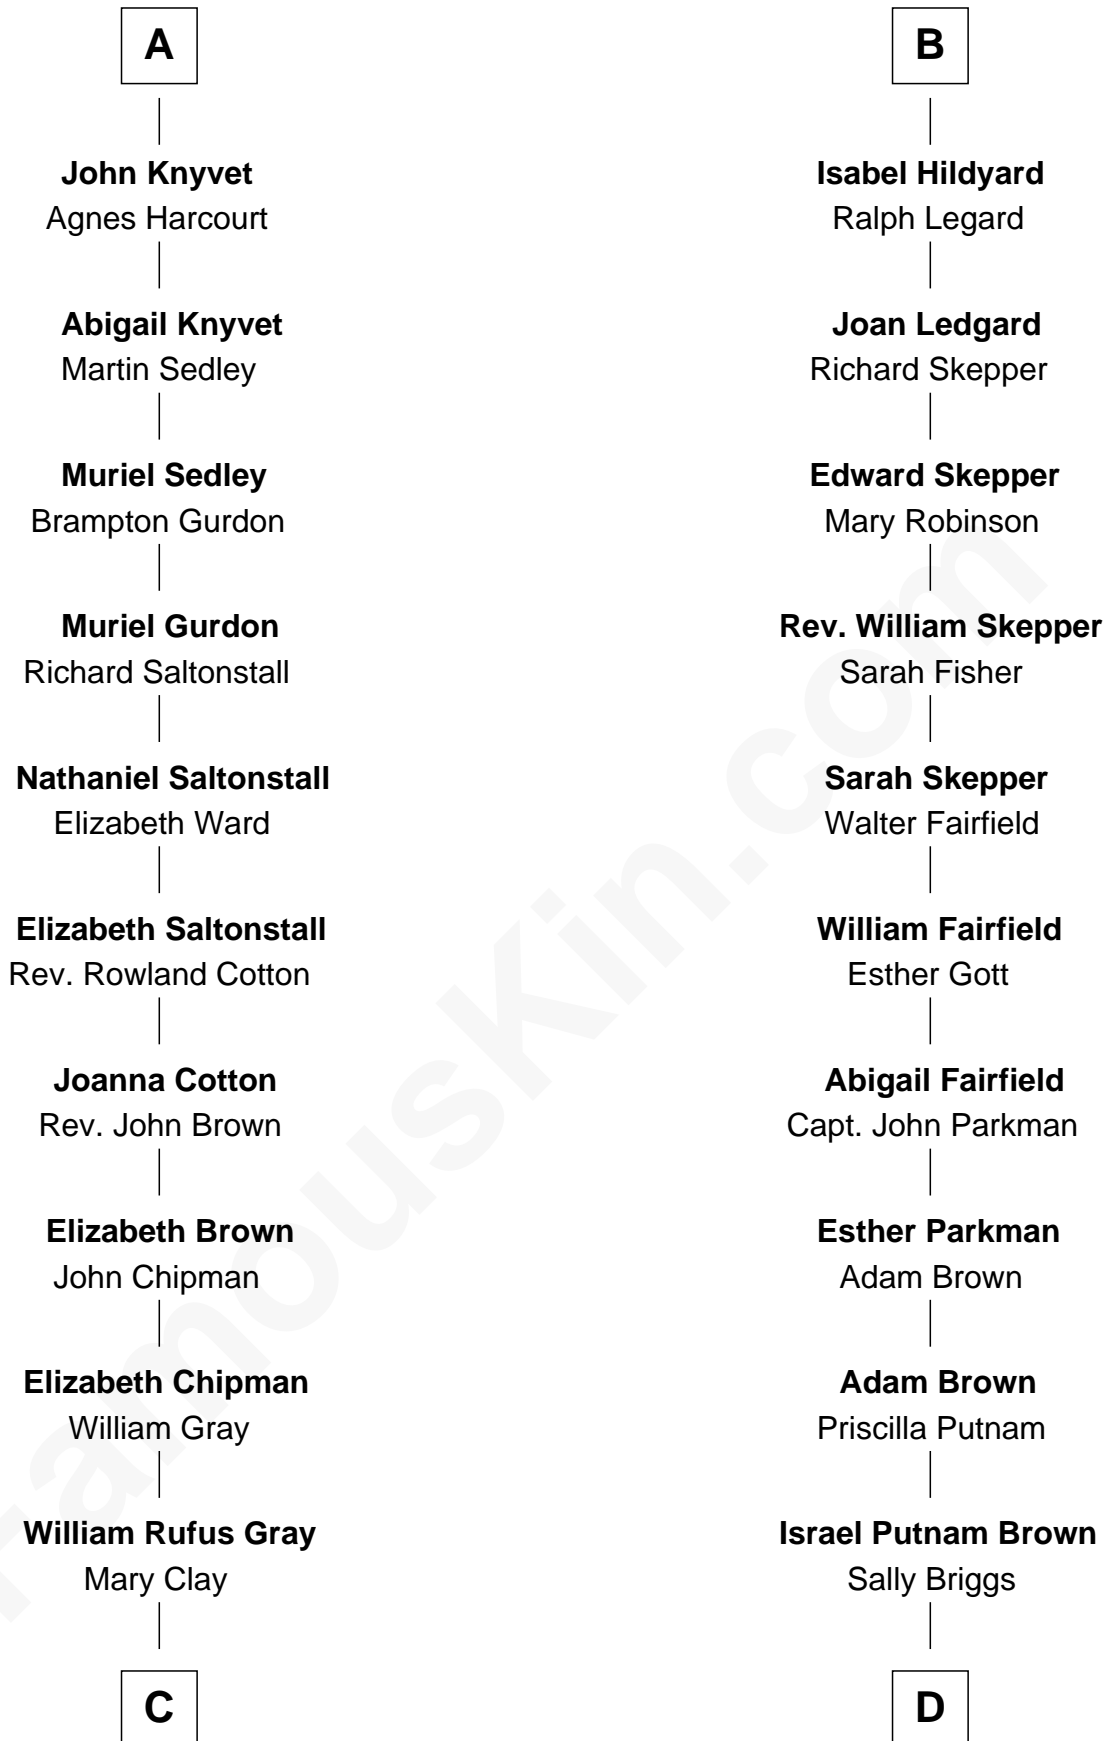 A
John Knyvet
Agnes Harcourt
Abigail Knyvet
Martin Sedley
Muriel Sedley
Brampton Gurdon
Muriel Gurdon
Richard Saltonstall
Nathaniel Saltonstall
Elizabeth Ward
Elizabeth Saltonstall
Rev. Rowland Cotton
Joanna Cotton
Rev. John Brown
Elizabeth Brown
John Chipman
Elizabeth Chipman
William Gray
William Rufus Gray
Mary Clay
C
B
Isabel Hildyard
Ralph Legard
Joan Ledgard
Richard Skepper
Edward Skepper
Mary Robinson
Rev. William Skepper
Sarah Fisher
Sarah Skepper
Walter Fairfield
William Fairfield
Esther Gott
Abigail Fairfield
Capt. John Parkman
Esther Parkman
Adam Brown
Adam Brown
Priscilla Putnam
Israel Putnam Brown
Sally Briggs
D
FamousKin.com